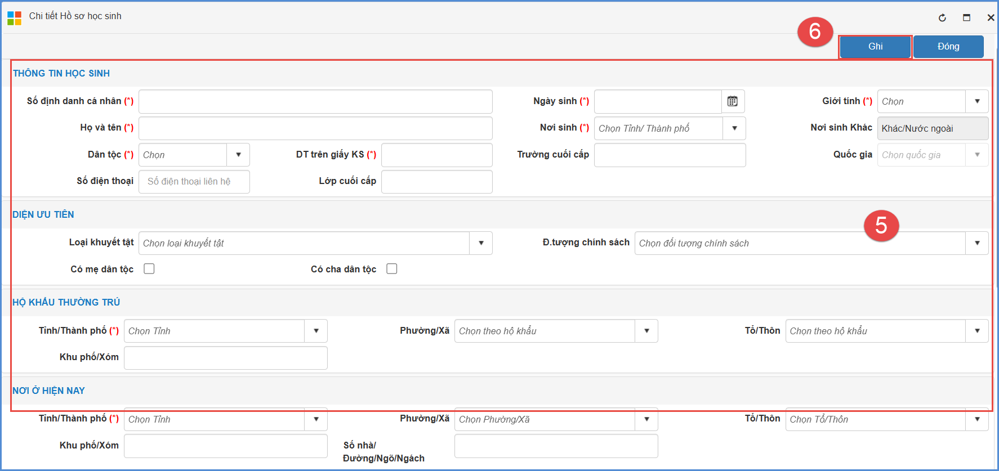 Chi tiết Hồ sơ học sinh
6
Ghi
Đóng
THÔNG TIN HỌC SINH
Số định danh cá nhân (*)
Ngày sinh (*)
Giới tính (*)
Chọn
Họ và tên (*)
Nơi sinh (*)
Chọn Tỉnh/ Thành phố
Nơi sinh Khác
Khác/Nước ngoài
Dân tộc (*)
Chọn
DT trên giấy KS (*)
Trường cuối cấp
Quốc gia
Chọn quốc gia
Số điện thoại
Số điện thoại liên hệ
Lớp cuối cấp
DIỆN ƯU TIÊN
5
Loại khuyết tật
Chọn loại khuyết tật
Đ.tượng chính sách
Chọn đối tượng chính sách
Có mẹ dân tộc
Có cha dân tộc
HỘ KHẨU THƯỜNG TRÚ
Tỉnh/Thành phố (*)
Chọn Tỉnh
Phường/Xã
Chọn theo hộ khẩu
Tổ/Thôn
Chọn theo hộ khẩu
Khu phố/Xóm
NƠI Ở HIỆN NAY
Tỉnh/Thành phố (*)
Chọn Tỉnh
Phường/Xã
Chọn Phường/Xã
Tổ/Thôn
Chọn Tổ/Thôn
Khu phố/Xóm
Số nhà/
Đường/Ngõ/Ngách